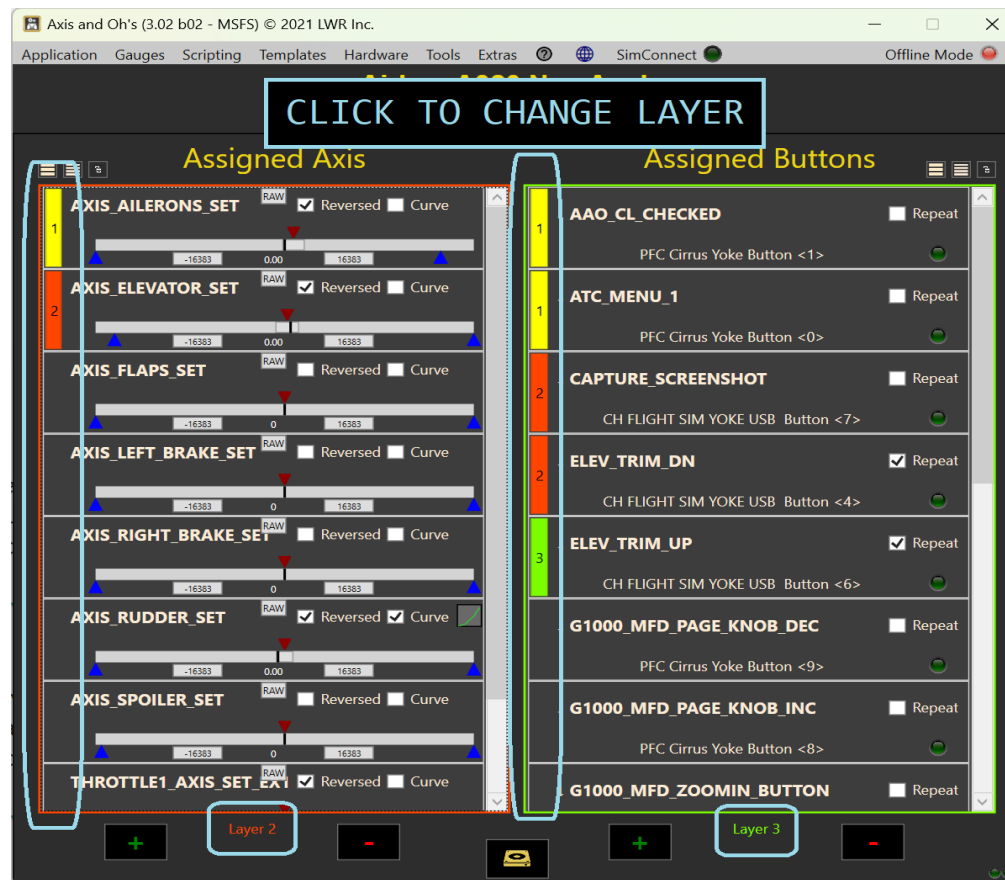 Axis and Oh's (3.02 b02 - MSFS) © 2021 LWR Inc.
Application Gauges Scripting Templates Hardware Tools Extras SimConnect Offline Mode
CLICK TO CHANGE LAYER
Assigned Axis
AXIS_AILERONS_SET RAW Reversed Curve
1
-16383 0.00 16383
AXIS_ELEVATOR_SET RAW Reversed Curve
2
-16383 0.00 16383
AXIS_FLAPS_SET RAW Reversed Curve
-16383 0 16383
AXIS_LEFT_BRAKE_SET RAW Reversed Curve
-16383 0 16383
AXIS_RIGHT_BRAKE_SET RAW Reversed Curve
-16383 0 16383
AXIS_RUDDER_SET RAW Reversed Curve
-16383 0.00 16383
AXIS_SPOILER_SET RAW Reversed Curve
-16383 0 16383
THROTTLE1_AXIS_SET_EX1 RAW Reversed Curve
+ Layer 2 -
Assigned Buttons
AAO_CL_CHECKED Repeat
1
PFC Cirrus Yoke Button <1>
ATC_MENU_1 Repeat
1
PFC Cirrus Yoke Button <0>
CAPTURE_SCREENSHOT Repeat
2
CH FLIGHT SIM YOKE USB Button <7>
ELEV_TRIM_DN Repeat
2
CH FLIGHT SIM YOKE USB Button <4>
ELEV_TRIM_UP Repeat
3
CH FLIGHT SIM YOKE USB Button <6>
G1000_MFD_PAGE_KNOB_DEC Repeat
PFC Cirrus Yoke Button <9>
G1000_MFD_PAGE_KNOB_INC Repeat
PFC Cirrus Yoke Button <8>
G1000_MFD_ZOOMIN_BUTTON Repeat
+ Layer 3 -